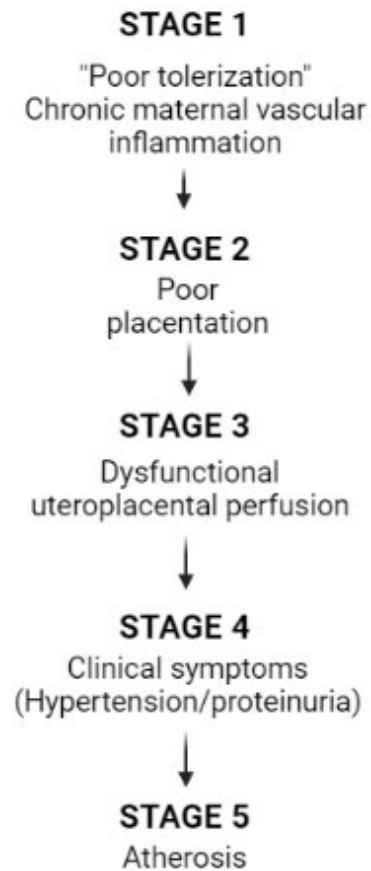 STAGE 1
"Poor tolerization"
Chronic maternal vascular
inflammation
STAGE 2
Poor
placentation
STAGE 3
Dysfunctional
uteroplacental perfusion
STAGE 4
Clinical symptoms
(Hypertension/proteinuria)
STAGE 5
Atherosis